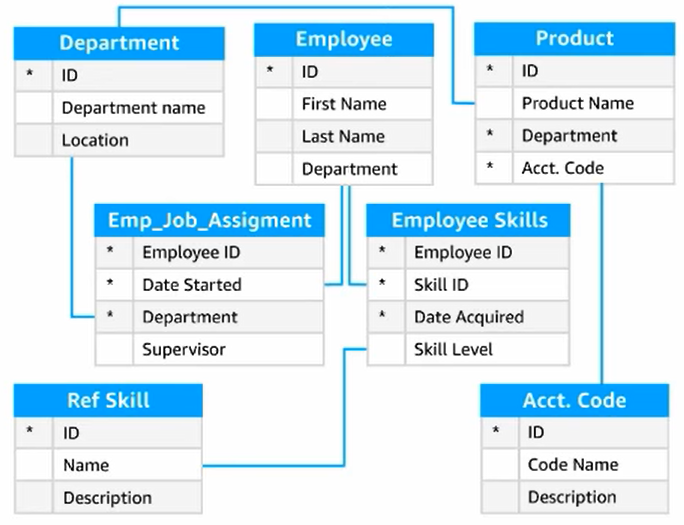 Department
* ID
Department name
Location
Employee
* ID
First Name
Last Name
Department
Product
* ID
Product Name
* Department
* Acct. Code
Emp_Job_Assigment
* Employee ID
* Date Started
* Department
Supervisor
Employee Skills
* Employee ID
* Skill ID
* Date Acquired
Skill Level
Ref Skill
* ID
Name
Description
Acct. Code
* ID
Code Name
Description